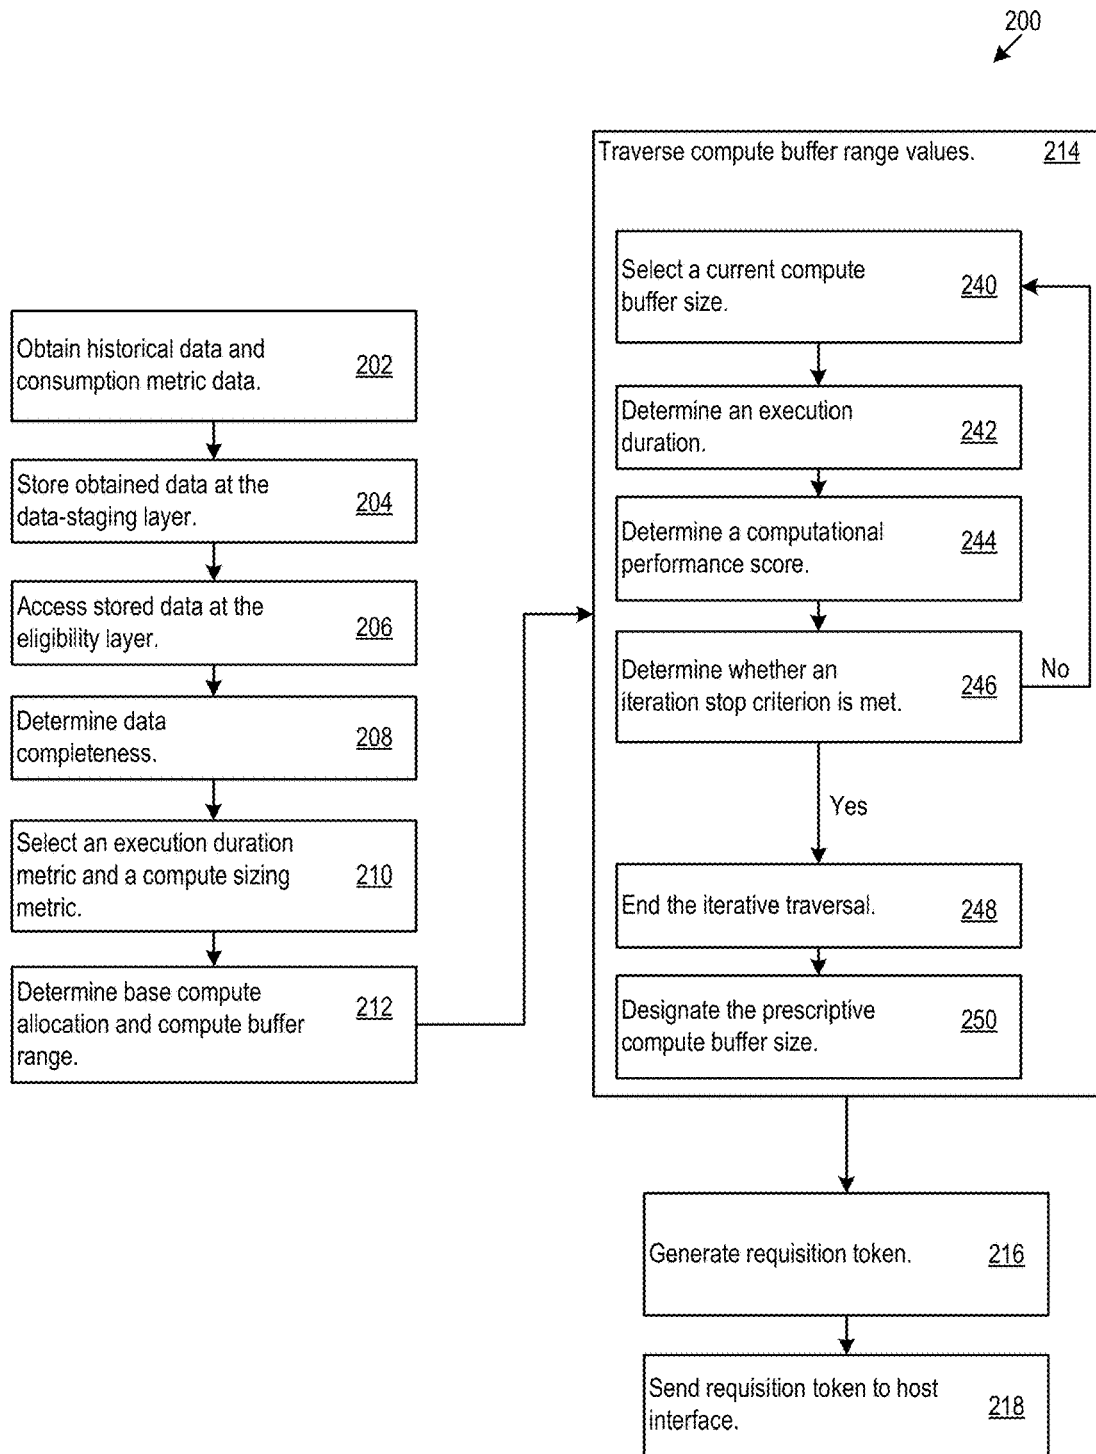 200
Obtain historical data and
consumption metric data.
202
Store obtained data at the
data-staging layer.
204
Access stored data at the
eligibility layer.
206
Determine data
completeness.
208
Select an execution duration
metric and a compute sizing
metric.
210
Determine base compute
allocation and compute buffer
range.
212
Traverse compute buffer range values.
214
Select a current compute
buffer size.
240
Determine an execution
duration.
242
Determine a computational
performance score.
244
Determine whether an
iteration stop criterion is met.
246
No
Yes
End the iterative traversal.
248
Designate the prescriptive
compute buffer size.
250
Generate requisition token.
216
Send requisition token to host
interface.
218